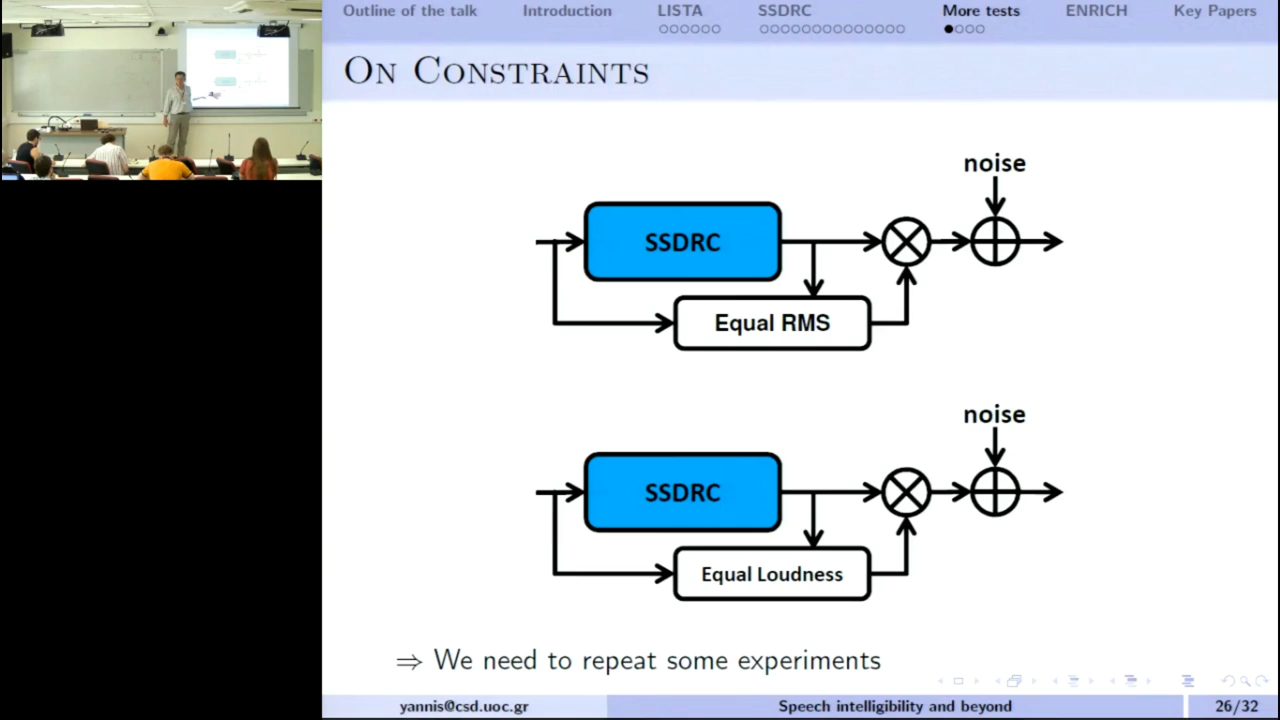 Outline of the talk Introduction LISTA SSDRC More tests ENRICH Key Papers
ON CONSTRAINTS
noise
SSDRC
Equal RMS
noise
SSDRC
Equal Loudness
⇒ We need to repeat some experiments
yannis@csd.uoc.gr Speech intelligibility and beyond 26/32